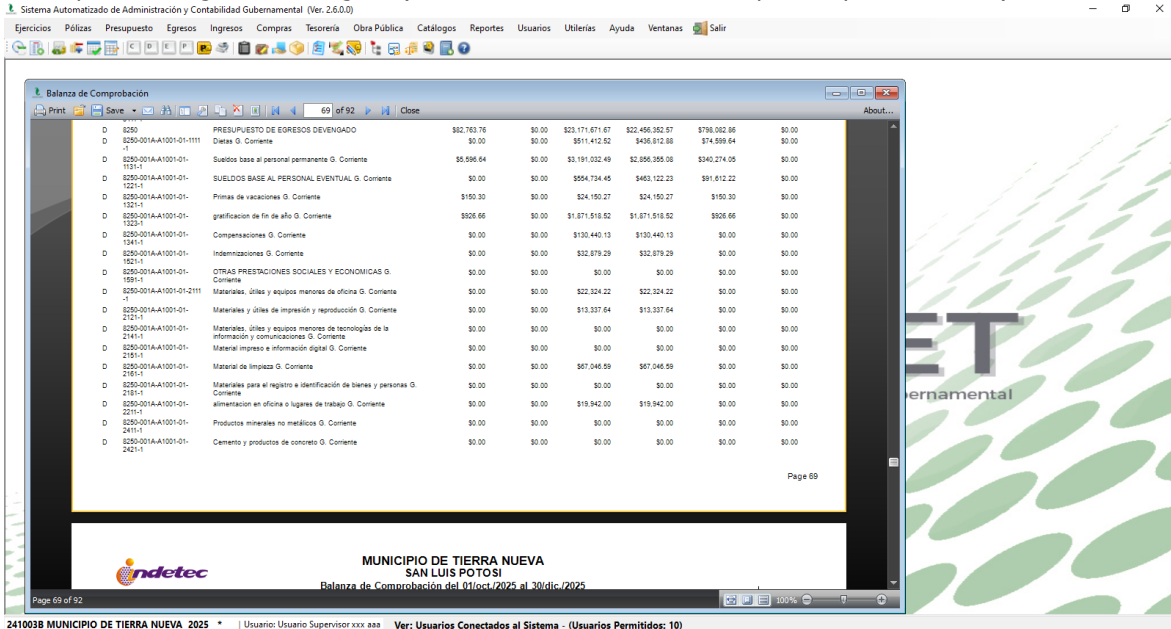 Sistema Automatizado de Administración y Contabilidad Gubernamental (Ver. 2.6.0.0)
Ejercicios Pólizas Presupuesto Egresos Ingresos Compras Tesorería Obra Pública Catálogos Reportes Usuarios Utilerías Ayuda Ventanas Salir
Balanza de Comprobación
Print Save 69 of 92 Close About...
D 8250 PRESUPUESTO DE EGRESOS DEVENGADO $82,763.76 $0.00 $23,171,671.67 $22,456,352.57 $798,082.86 $0.00
D 8250-001A-A1001-01-1111 Dietas G. Corriente $0.00 $0.00 $511,412.52 $436,812.88 $74,599.64 $0.00
-1
D 8250-001A-A1001-01- Sueldos base al personal permanente G. Corriente $5,596.64 $0.00 $3,191,032.49 $2,856,355.08 $340,274.05 $0.00
1131-1
D 8250-001A-A1001-01- SUELDOS BASE AL PERSONAL EVENTUAL G. Corriente $0.00 $0.00 $554,734.45 $463,122.23 $91,612.22 $0.00
1221-1
D 8250-001A-A1001-01- Primas de vacaciones G. Corriente $150.30 $0.00 $24,150.27 $24,150.27 $150.30 $0.00
1321-1
D 8250-001A-A1001-01- gratificacion de fin de año G. Corriente $926.66 $0.00 $1,871,518.52 $1,871,518.52 $926.66 $0.00
1323-1
D 8250-001A-A1001-01- Compensaciones G. Corriente $0.00 $0.00 $130,440.13 $130,440.13 $0.00 $0.00
1341-1
D 8250-001A-A1001-01- Indemnizaciones G. Corriente $0.00 $0.00 $32,879.29 $32,879.29 $0.00 $0.00
1521-1
D 8250-001A-A1001-01- OTRAS PRESTACIONES SOCIALES Y ECONOMICAS G. $0.00 $0.00 $0.00 $0.00 $0.00 $0.00
1591-1 Corriente
D 8250-001A-A1001-01-2111 Materiales, útiles y equipos menores de oficina G. Corriente $0.00 $0.00 $22,324.22 $22,324.22 $0.00 $0.00
-1
D 8250-001A-A1001-01- Materiales y útiles de impresión y reproducción G. Corriente $0.00 $0.00 $13,337.64 $13,337.64 $0.00 $0.00
2121-1
D 8250-001A-A1001-01- Materiales, útiles y equipos menores de tecnologías de la $0.00 $0.00 $0.00 $0.00 $0.00 $0.00
2141-1 información y comunicaciones G. Corriente
D 8250-001A-A1001-01- Material impreso e información digital G. Corriente $0.00 $0.00 $0.00 $0.00 $0.00 $0.00
2151-1
D 8250-001A-A1001-01- Material de limpieza G. Corriente $0.00 $0.00 $67,046.59 $67,046.59 $0.00 $0.00
2161-1
D 8250-001A-A1001-01- Materiales para el registro e identificación de bienes y personas G. $0.00 $0.00 $0.00 $0.00 $0.00 $0.00
2181-1 Corriente
D 8250-001A-A1001-01- alimentacion en oficina o lugares de trabajo G. Corriente $0.00 $0.00 $19,942.00 $19,942.00 $0.00 $0.00
2211-1
D 8250-001A-A1001-01- Productos minerales no metálicos G. Corriente $0.00 $0.00 $0.00 $0.00 $0.00 $0.00
2411-1
D 8250-001A-A1001-01- Cemento y productos de concreto G. Corriente $0.00 $0.00 $0.00 $0.00 $0.00 $0.00
2421-1
Page 69
ET
ernamental
indetec
MUNICIPIO DE TIERRA NUEVA
SAN LUIS POTOSI
Balanza de Comprobación del 01/oct./2025 al 30/dic./2025
Page 69 of 92 100%
241003B MUNICIPIO DE TIERRA NUEVA 2025 * | Usuario: Usuario Supervisor xxx aaa Ver: Usuarios Conectados al Sistema - (Usuarios Permitidos: 10)